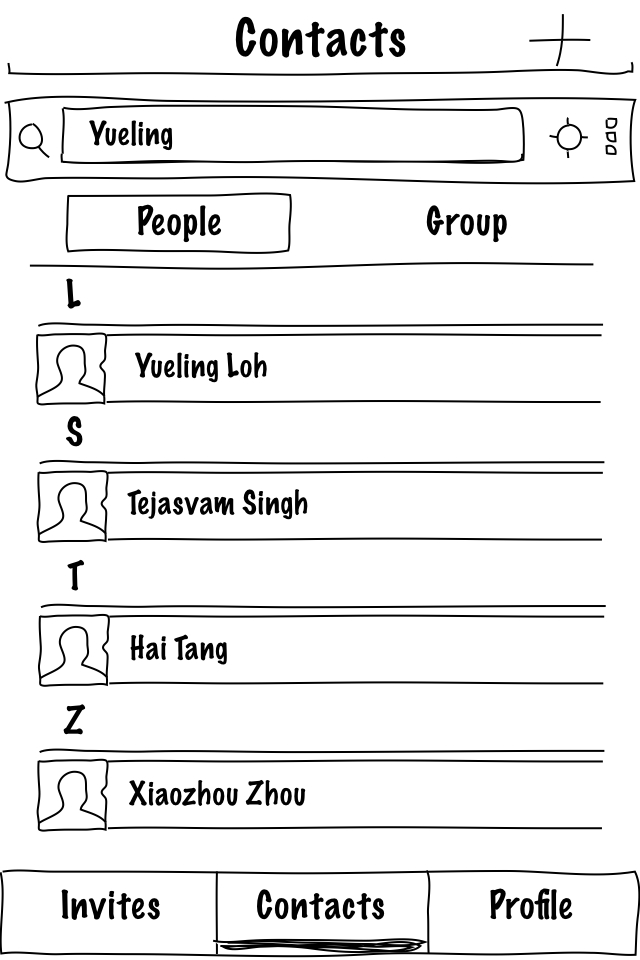 Contacts
Yueling
People Group
L
Yueling Loh
S
Tejasvam Singh
T
Hai Tang
Z
Xiaozhou Zhou
Invites Contacts Profile